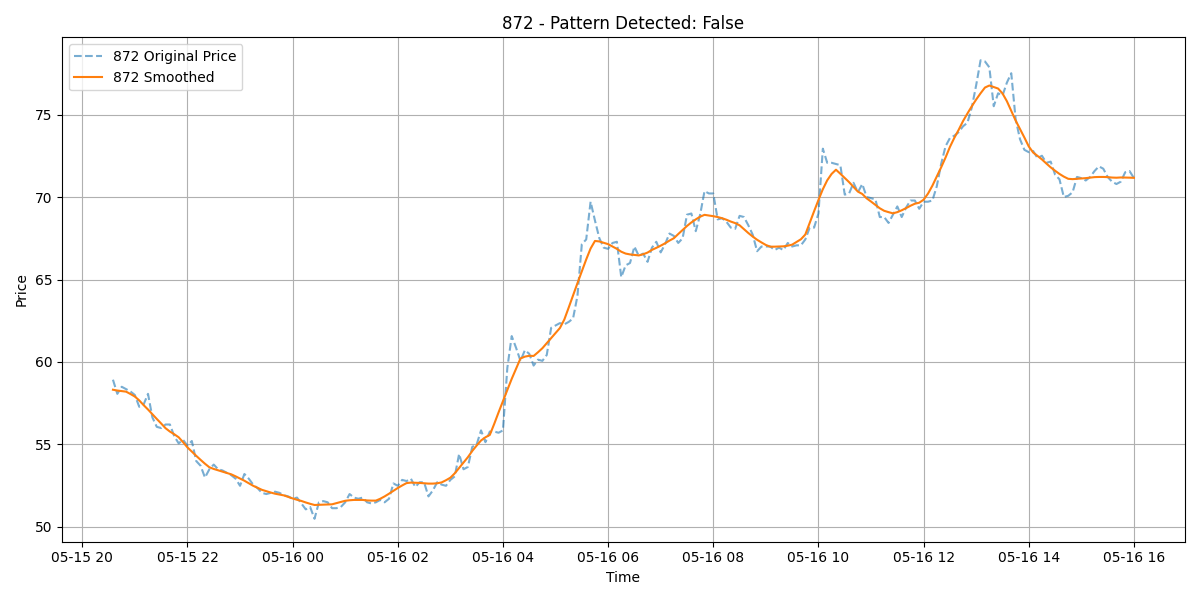 872 - Pattern Detected: False
872 Original Price
872 Smoothed
Price
75
70
65
60
55
50
05-15 20 05-15 22 05-16 00 05-16 02 05-16 04 05-16 06 05-16 08 05-16 10 05-16 12 05-16 14 05-16 16
Time